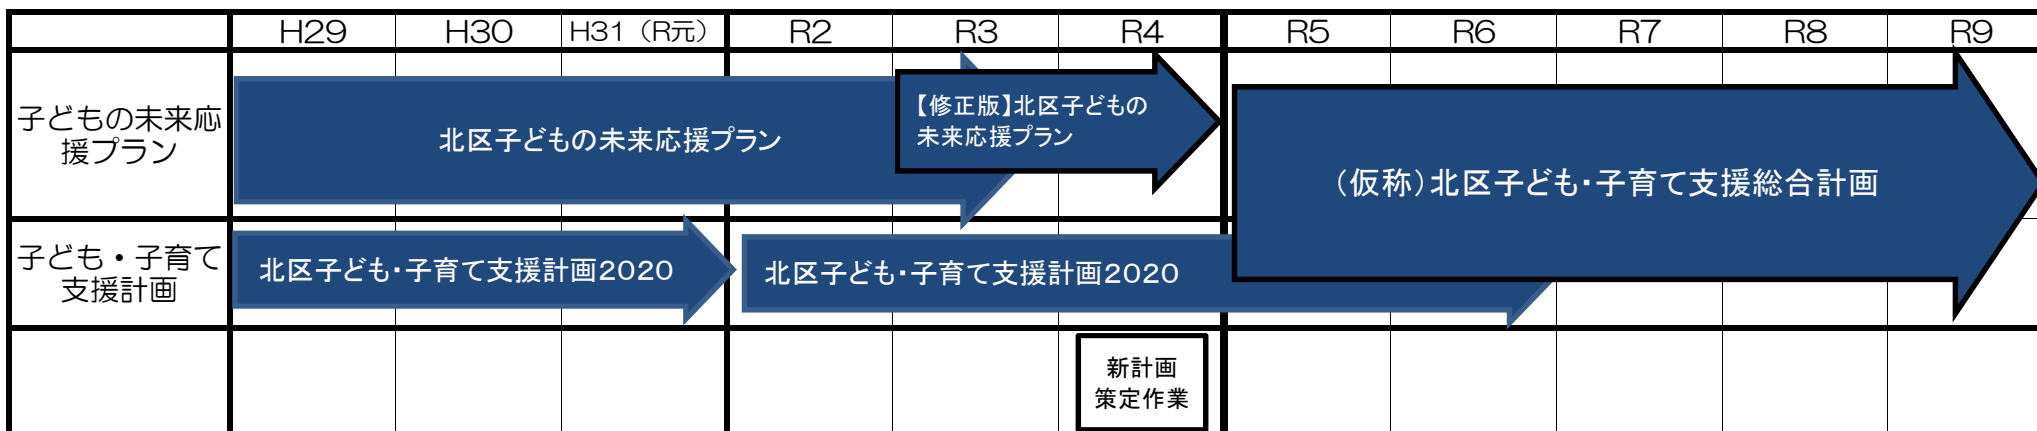 H29 H30 H31（R元） R2 R3 R4 R5 R6 R7 R8 R9
子どもの未来応
援プラン
北区子どもの未来応援プラン
【修正版】北区子どもの
未来応援プラン
（仮称）北区子ども・子育て支援総合計画
子ども・子育て
支援計画
北区子ども・子育て支援計画2020
北区子ども・子育て支援計画2020
新計画
策定作業